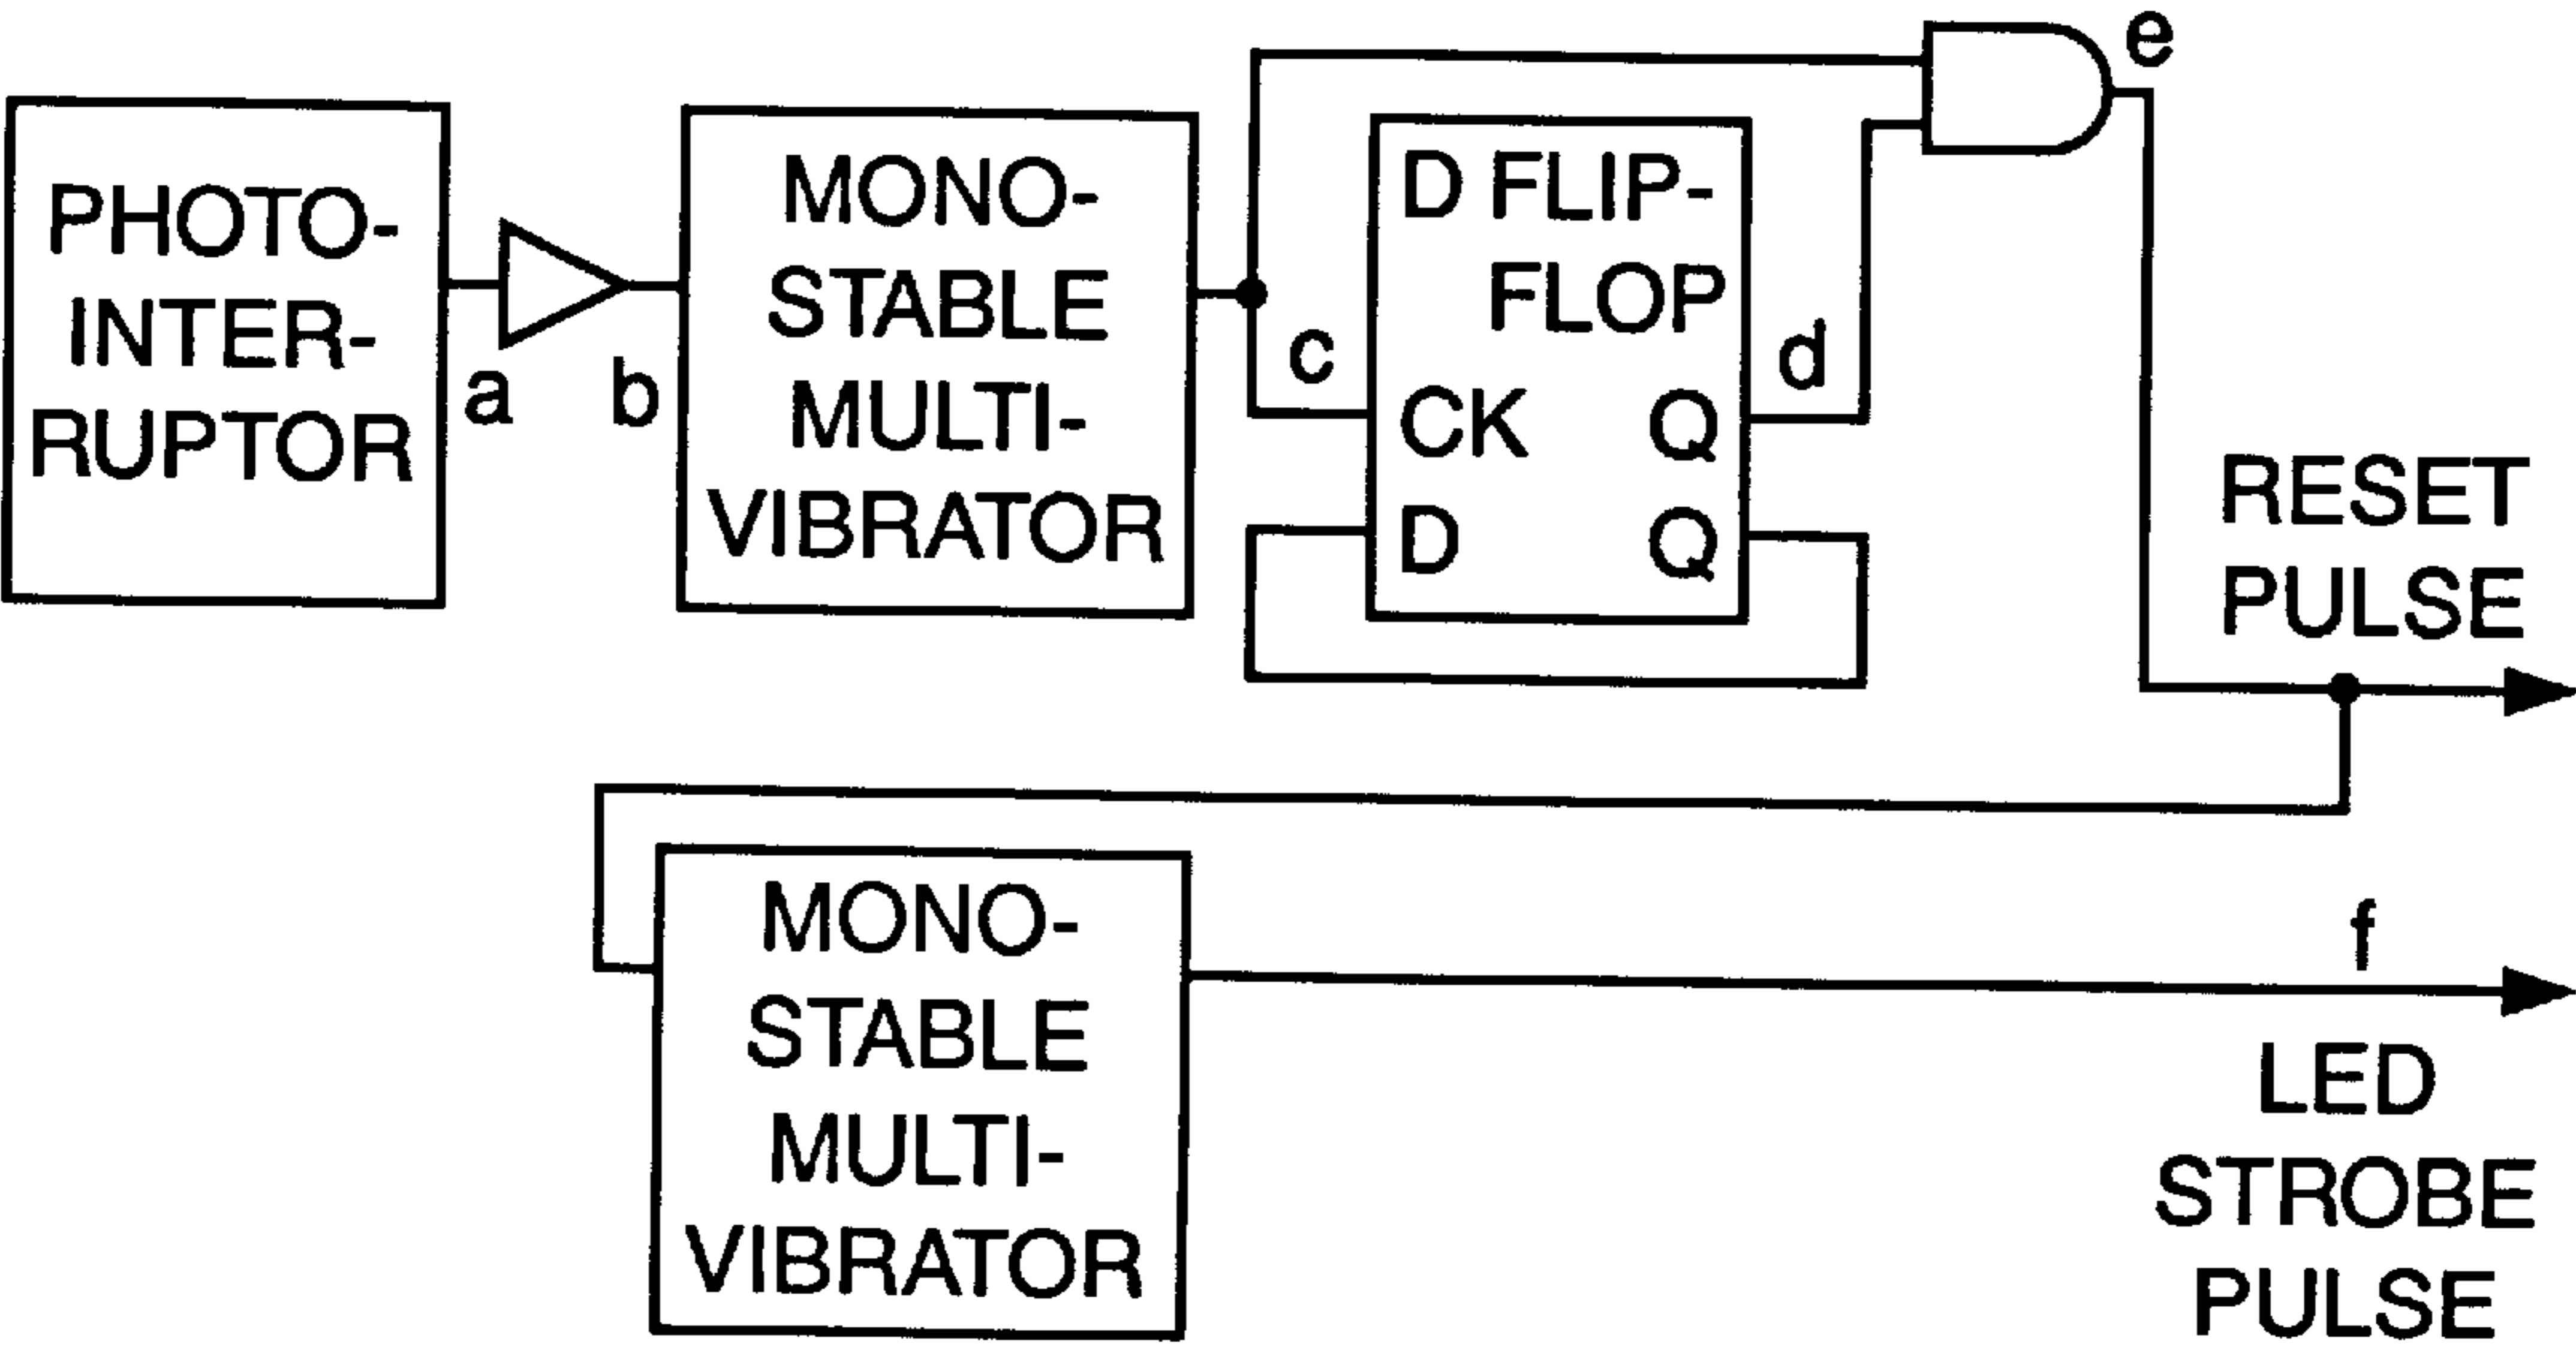 PHOTO-
INTER-
RUPTOR
a
b
MONO-
STABLE
MULTI-
VIBRATOR
c
D FLIP-
FLOP
CK Q
D Q
d
e
RESET
PULSE
MONO-
STABLE
MULTI-
VIBRATOR
f
LED
STROBE
PULSE